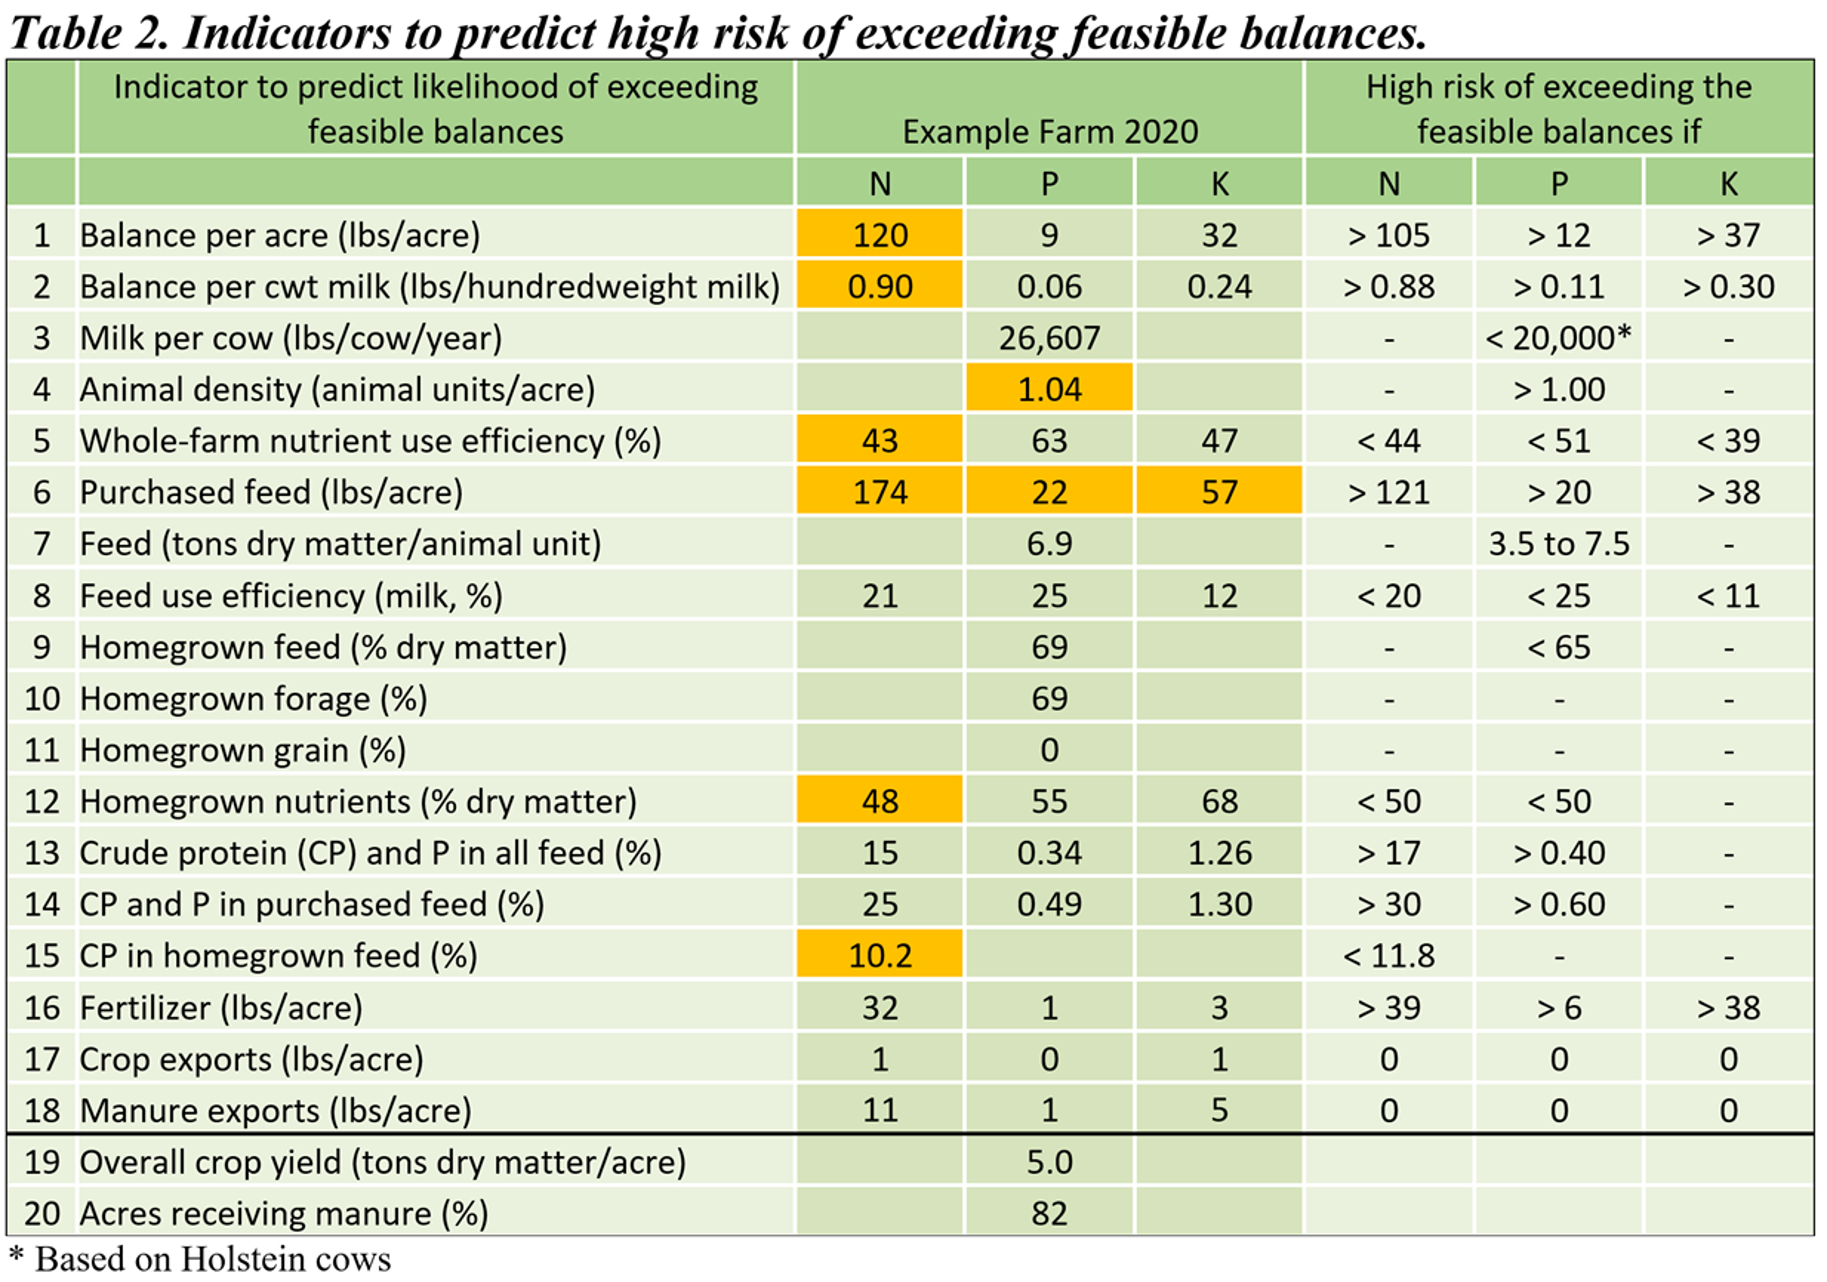 Table 2. Indicators to predict high risk of exceeding feasible balances.
Indicator to predict likelihood of exceeding feasible balances Example Farm 2020 High risk of exceeding the feasible balances if
N P K N P K
1 Balance per acre (lbs/acre) 120 9 32 > 105 > 12 > 37
2 Balance per cwt milk (lbs/hundredweight milk) 0.90 0.06 0.24 > 0.88 > 0.11 > 0.30
3 Milk per cow (lbs/cow/year) 26,607 - < 20,000* -
4 Animal density (animal units/acre) 1.04 - > 1.00 -
5 Whole-farm nutrient use efficiency (%) 43 63 47 < 44 < 51 < 39
6 Purchased feed (lbs/acre) 174 22 57 > 121 > 20 > 38
7 Feed (tons dry matter/animal unit) 6.9 - 3.5 to 7.5 -
8 Feed use efficiency (milk, %) 21 25 12 < 20 < 25 < 11
9 Homegrown feed (% dry matter) 69 - < 65 -
10 Homegrown forage (%) 69 - - -
11 Homegrown grain (%) 0 - - -
12 Homegrown nutrients (% dry matter) 48 55 68 < 50 < 50 -
13 Crude protein (CP) and P in all feed (%) 15 0.34 1.26 > 17 > 0.40 -
14 CP and P in purchased feed (%) 25 0.49 1.30 > 30 > 0.60 -
15 CP in homegrown feed (%) 10.2 < 11.8 - -
16 Fertilizer (lbs/acre) 32 1 3 > 39 > 6 > 38
17 Crop exports (lbs/acre) 1 0 1 0 0 0
18 Manure exports (lbs/acre) 11 1 5 0 0 0
19 Overall crop yield (tons dry matter/acre) 5.0
20 Acres receiving manure (%) 82
* Based on Holstein cows